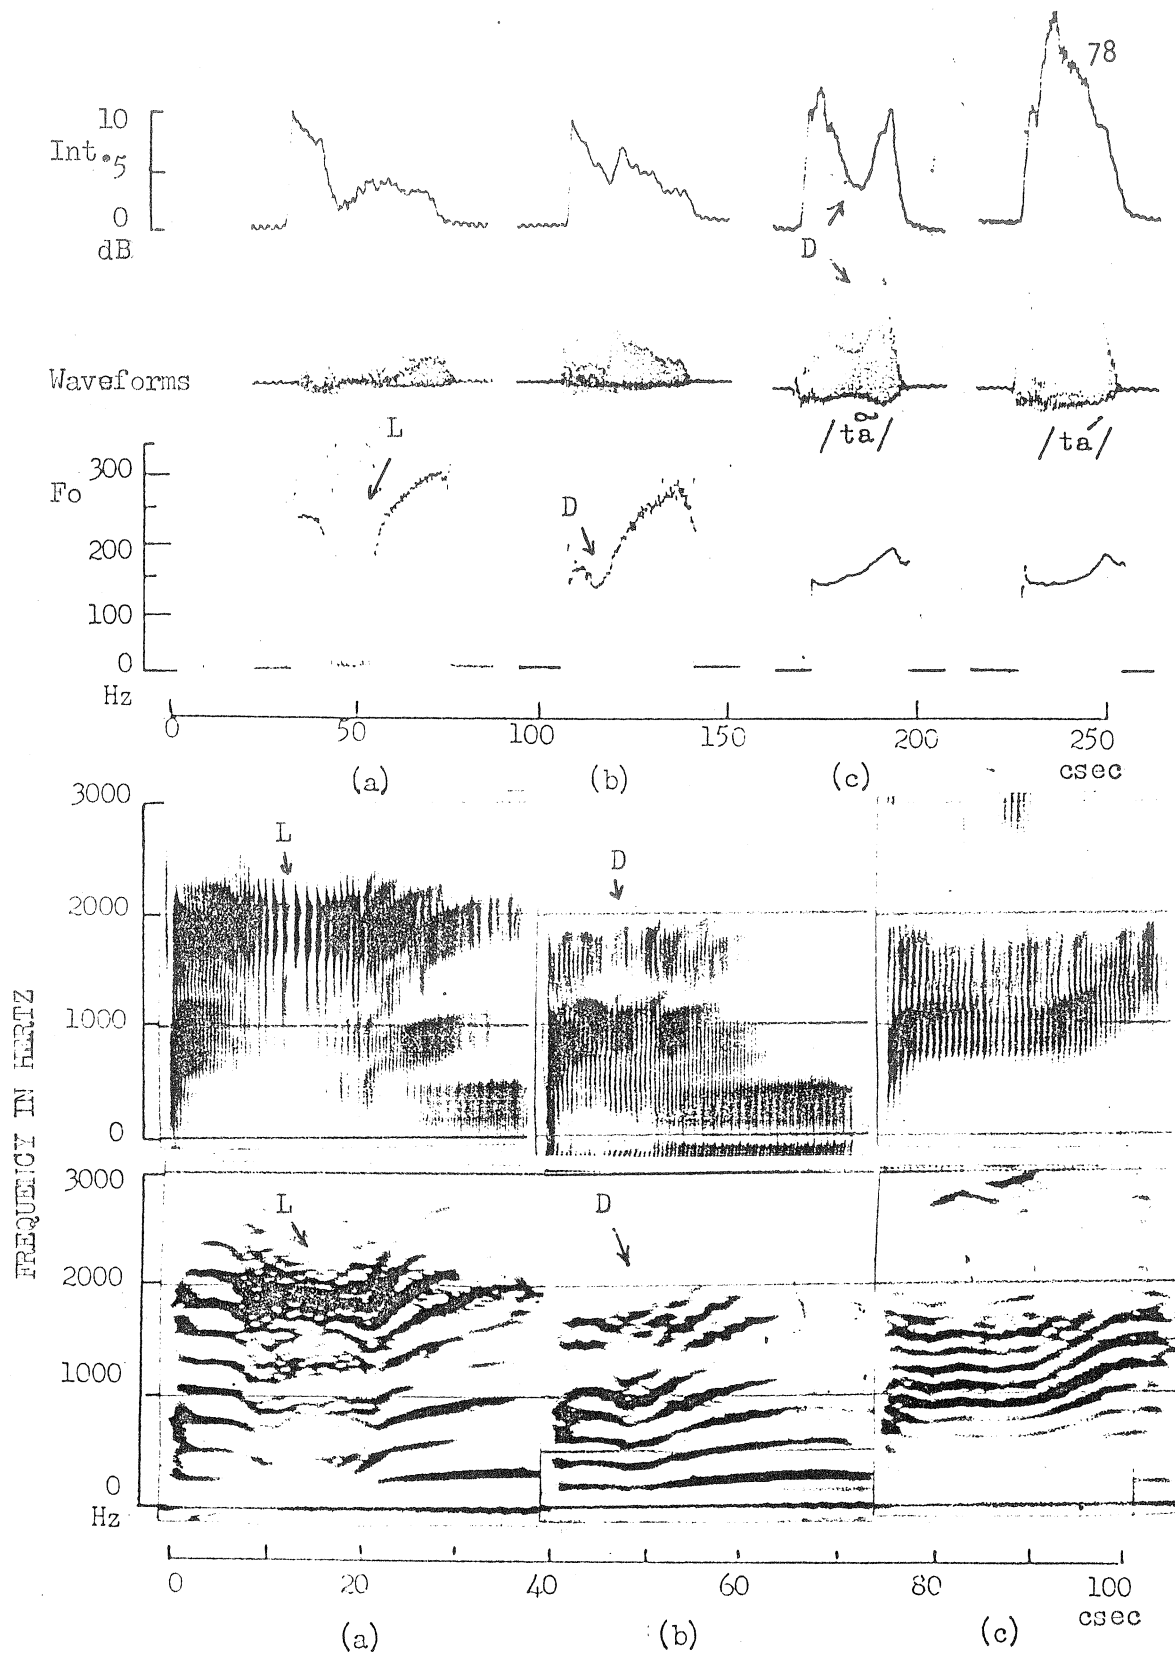 78
10
Int. 5
0
dB
D
Waveforms
/tã/ /tá/
L
300
Fo
D
200
100
0
Hz
0 50 100 150 200 250
(a) (b) (c) csec
3000
L
D
2000
1000
0
FREQUENCY IN HERTZ
3000
L D
2000
1000
0
Hz
0 20 40 60 80 100
csec
(a) (b) (c)